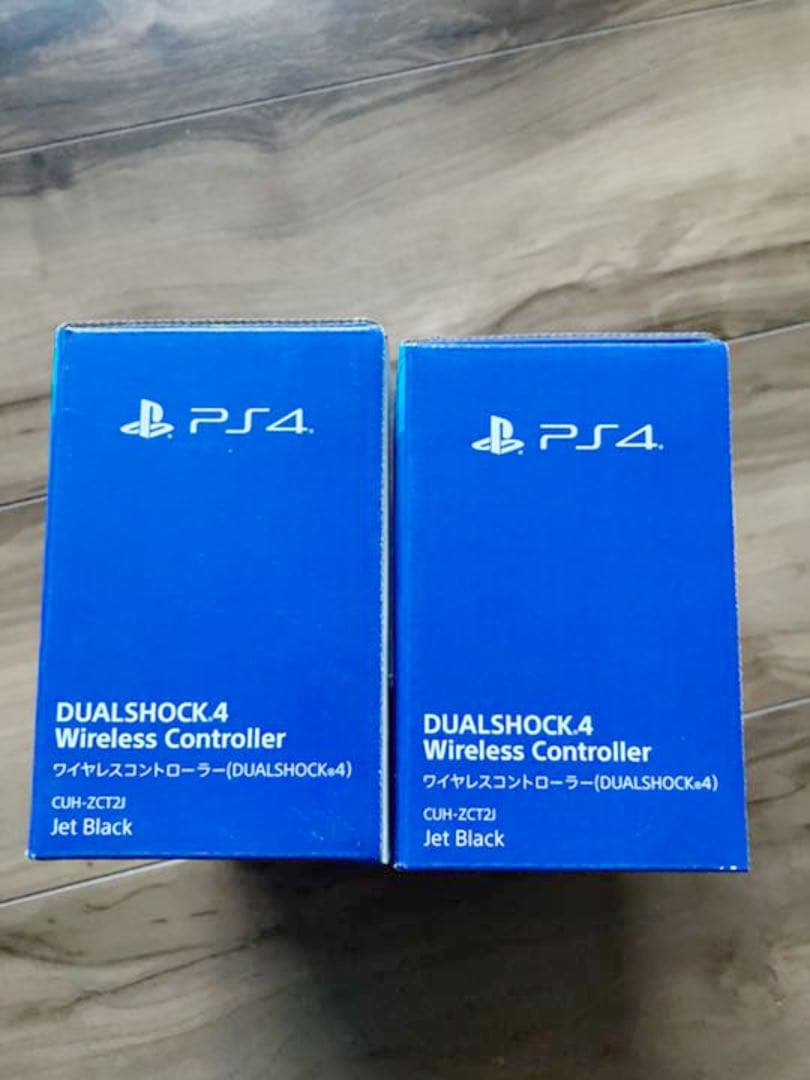 PS4
DUALSHOCK®4
Wireless Controller
ワイヤレスコントローラー(DUALSHOCK®4)
CUH-ZCT2J
Jet Black
PS4
DUALSHOCK®4
Wireless Controller
ワイヤレスコントローラー(DUALSHOCK®4)
CUH-ZCT2J
Jet Black